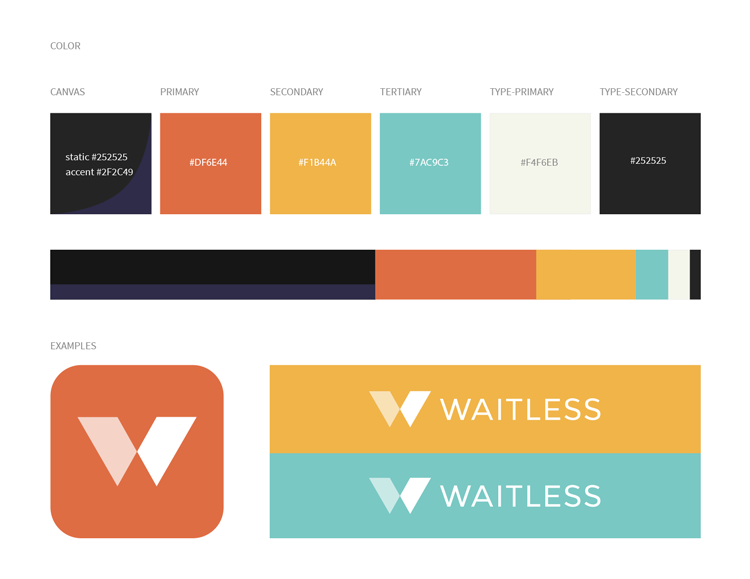 COLOR
CANVAS
PRIMARY
SECONDARY
TERTIARY
TYPE-PRIMARY
TYPE-SECONDARY
static #252525
accent #2F2C49
#DF6E44
#F1B44A
#7AC9C3
#F4F6EB
#252525
EXAMPLES
WAITLESS
WAITLESS